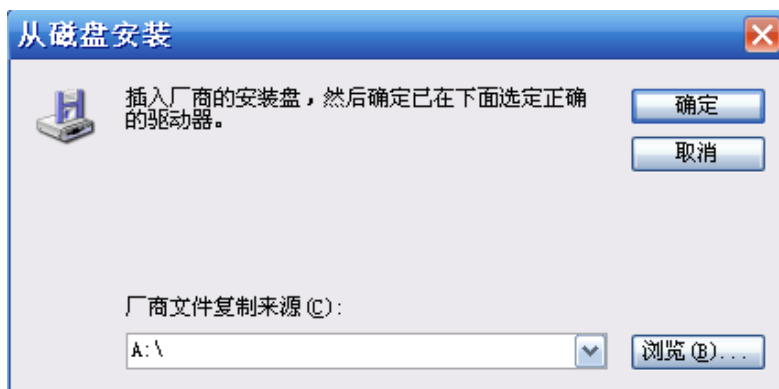 从磁盘安装
插入厂商的安装盘，然后确定已在下面选定正确
的驱动器。
确定
取消
厂商文件复制来源(C):
A:\
浏览(B)...